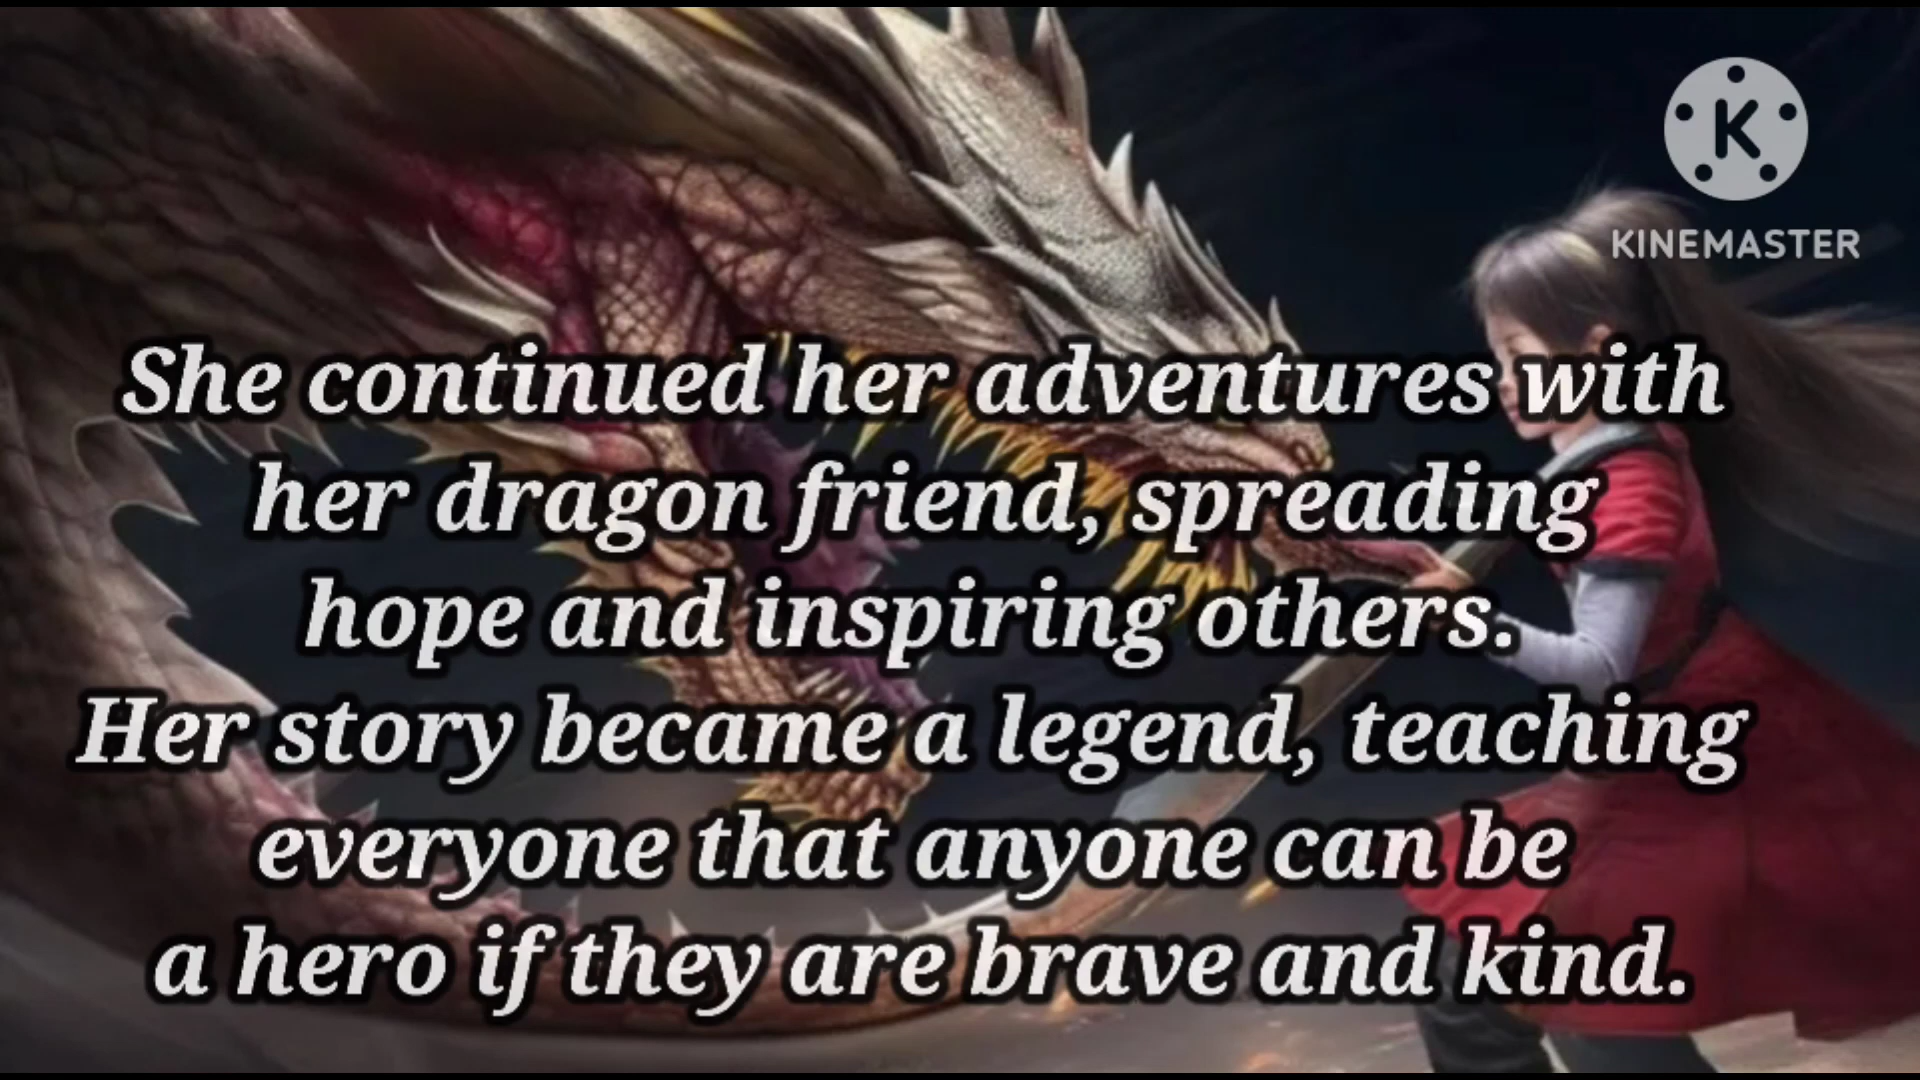 K
KINEMASTER
She continued her adventures with
her dragon friend, spreading
hope and inspiring others.
Her story became a legend, teaching
everyone that anyone can be
a hero if they are brave and kind.